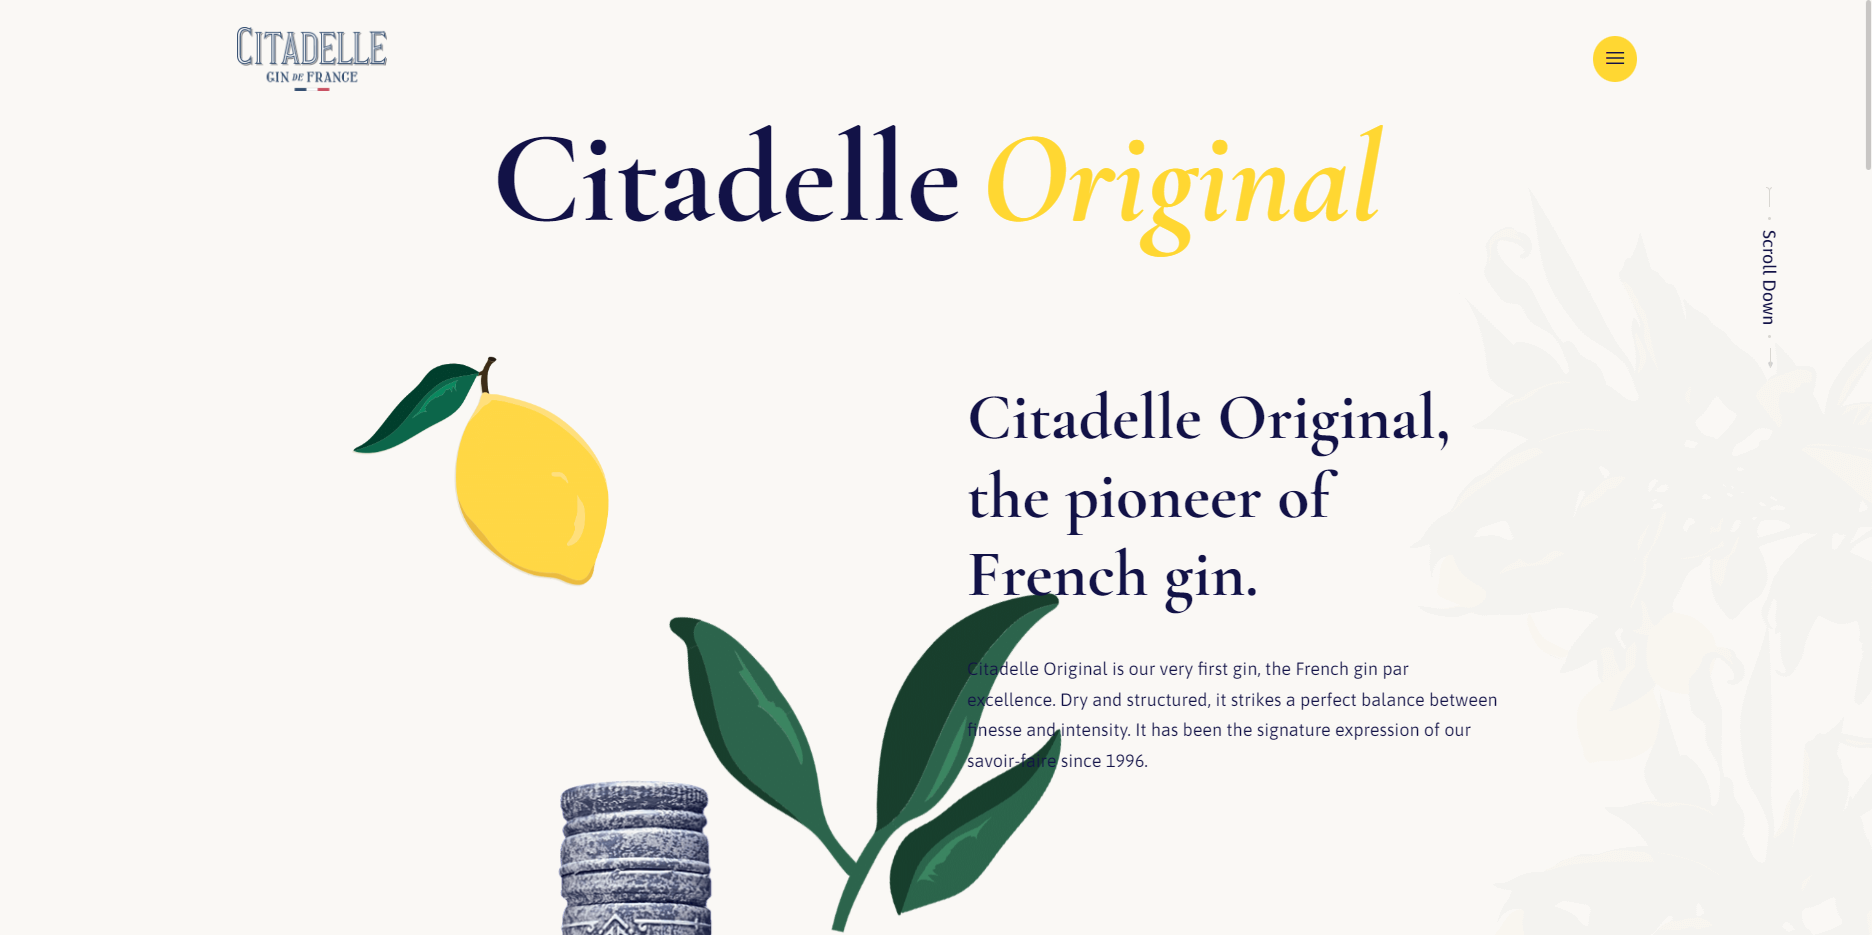 CITADELLE
GIN DE FRANCE
Citadelle Original
Scroll Down
Citadelle Original,
the pioneer of
French gin.
Citadelle Original is our very first gin, the French gin par
excellence. Dry and structured, it strikes a perfect balance between
finesse and intensity. It has been the signature expression of our
savoir-faire since 1996.